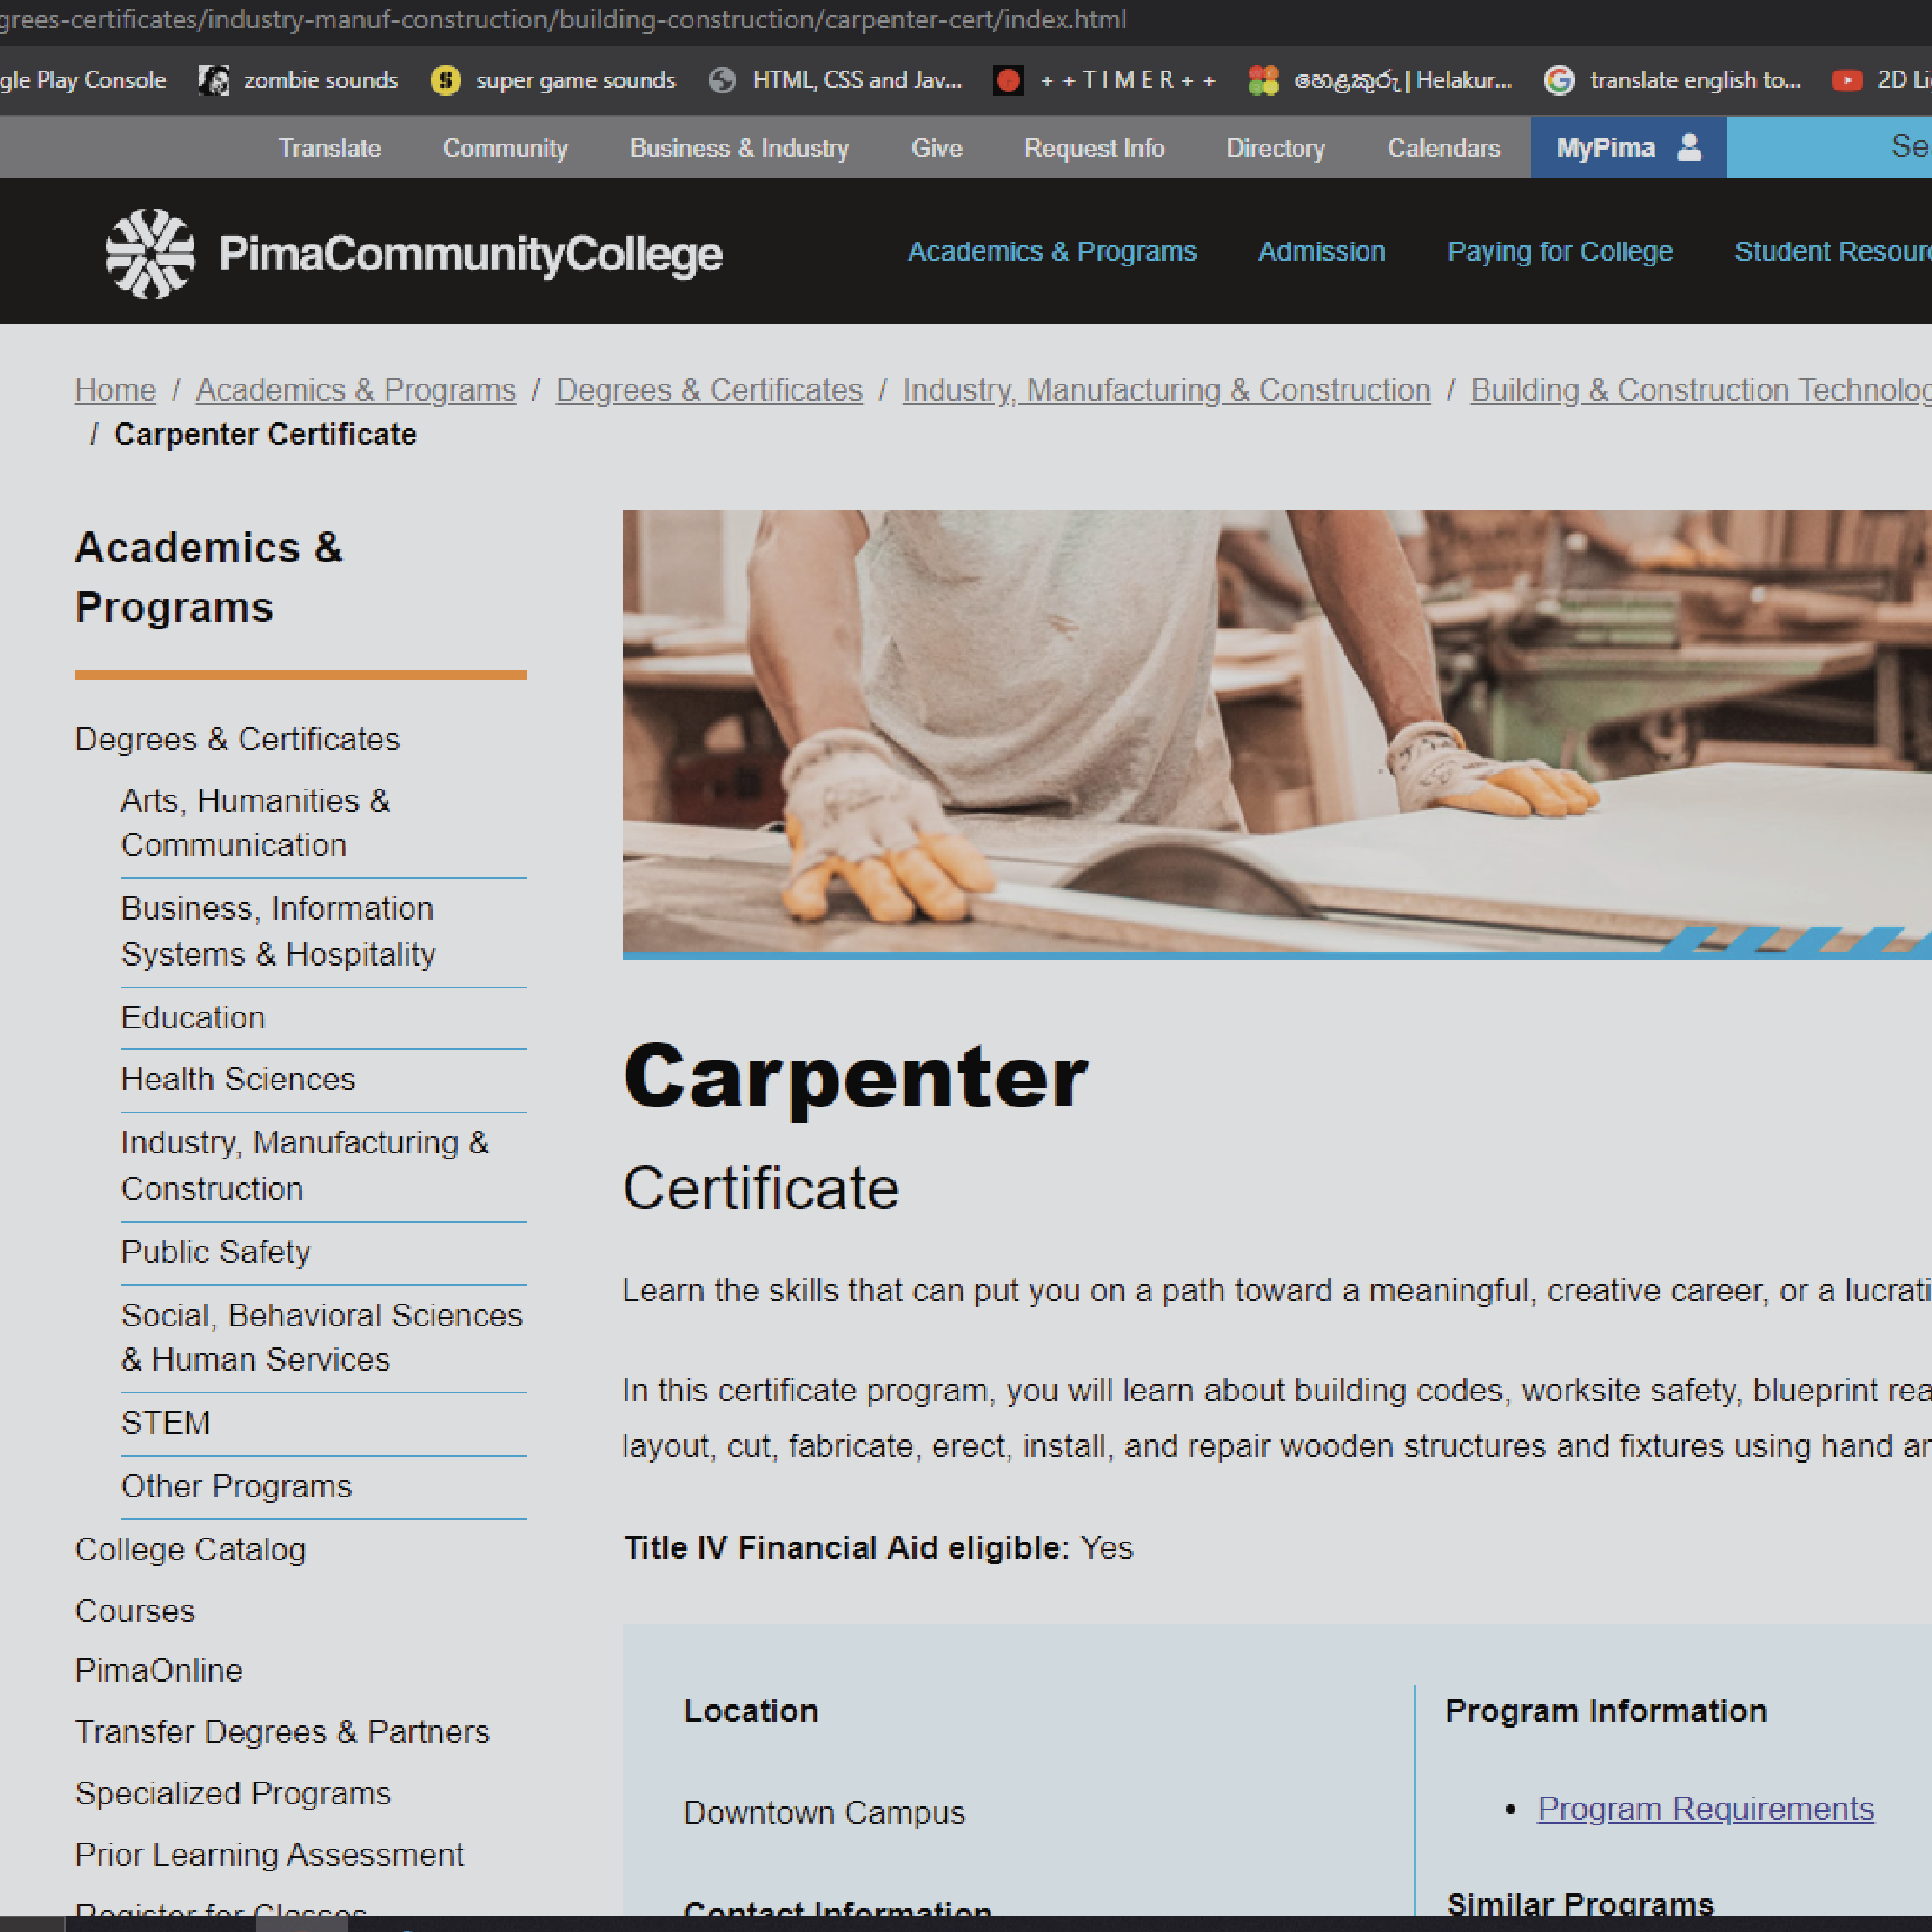 grees-certificates/industry-manuf-construction/building-construction/carpenter-cert/index.html
gle Play Console zombie sounds super game sounds HTML, CSS and Jav... + + T I M E R + + හෙළකුරු | Helakur... translate english to... 2D Li
Translate Community Business & Industry Give Request Info Directory Calendars MyPima Se
PimaCommunityCollege Academics & Programs Admission Paying for College Student Resour
Home / Academics & Programs / Degrees & Certificates / Industry, Manufacturing & Construction / Building & Construction Technolog
/ Carpenter Certificate
Academics &
Programs
Degrees & Certificates
Arts, Humanities &
Communication
Business, Information
Systems & Hospitality
Education
Health Sciences
Industry, Manufacturing &
Construction
Public Safety
Social, Behavioral Sciences
& Human Services
STEM
Other Programs
College Catalog
Courses
PimaOnline
Transfer Degrees & Partners
Specialized Programs
Prior Learning Assessment
Register for Classes
Carpenter
Certificate
Learn the skills that can put you on a path toward a meaningful, creative career, or a lucrati
In this certificate program, you will learn about building codes, worksite safety, blueprint rea
layout, cut, fabricate, erect, install, and repair wooden structures and fixtures using hand an
Title IV Financial Aid eligible: Yes
Location
Downtown Campus
Contact Information
Program Information
• Program Requirements
Similar Programs